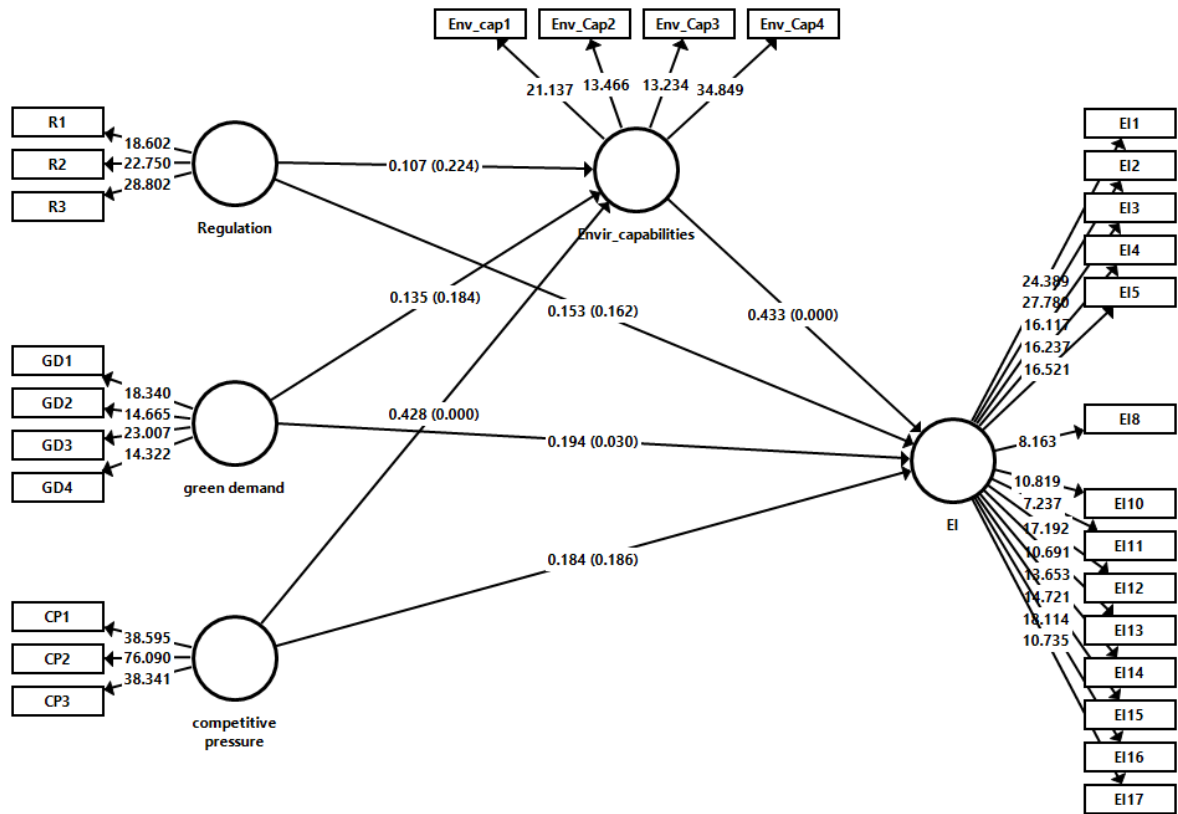 Env_cap1
Env_Cap2
Env_Cap3
Env_Cap4
21.137
13.466
13.234
34.849
R1
R2
R3
18.602
22.750
28.802
Regulation
0.107 (0.224)
Envir_capabilities
EI1
EI2
EI3
EI4
EI5
24.389
27.780
16.117
16.237
16.521
0.135 (0.184)
0.153 (0.162)
0.433 (0.000)
GD1
GD2
GD3
GD4
18.340
14.665
23.007
14.322
green demand
0.428 (0.000)
0.194 (0.030)
EI
EI8
8.163
10.819
7.237
17.192
10.691
13.653
14.721
18.114
10.735
EI10
EI11
EI12
EI13
EI14
EI15
EI16
EI17
0.184 (0.186)
CP1
CP2
CP3
38.595
76.090
38.341
competitive
pressure